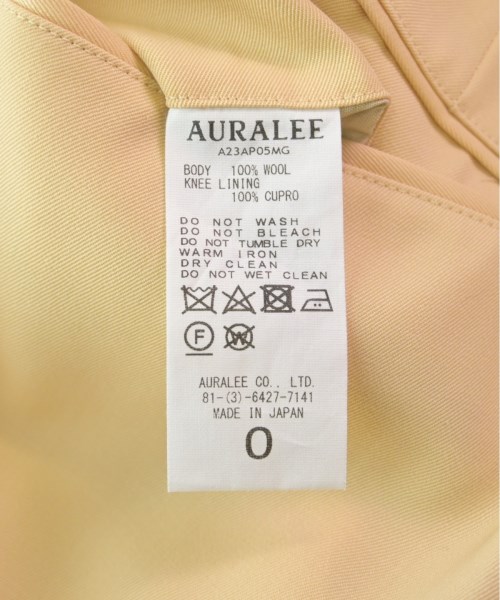 AURALEE
A23AP05MG
BODY 100% WOOL
KNEE LINING
100% CUPRO
DO NOT WASH
DO NOT BLEACH
DO NOT TUMBLE DRY
WARM IRON
DRY CLEAN
DO NOT WET CLEAN
F W
AURALEE CO., LTD.
81-(3)-6427-7141
MADE IN JAPAN
0